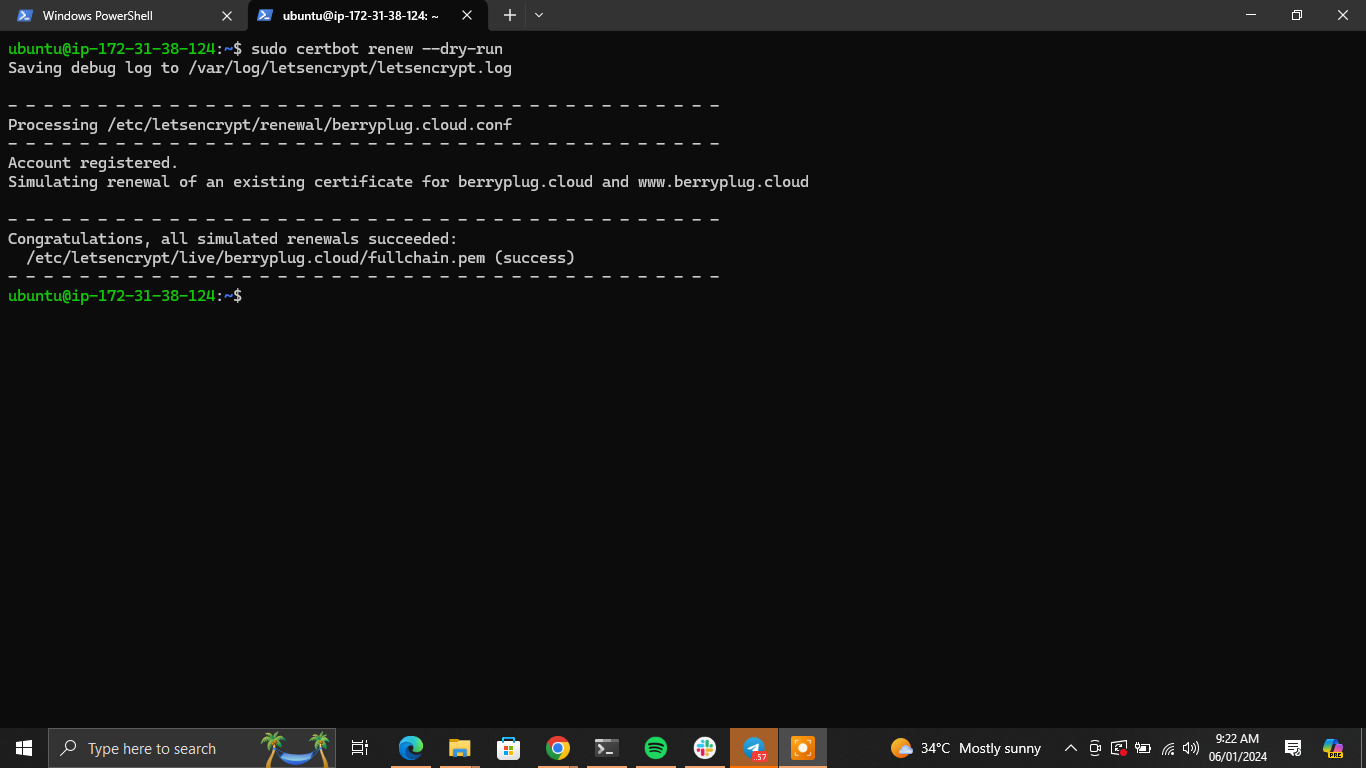 Windows PowerShell
ubuntu@ip-172-31-38-124: ~
ubuntu@ip-172-31-38-124:~$ sudo certbot renew --dry-run
Saving debug log to /var/log/letsencrypt/letsencrypt.log
- - - - - - - - - - - - - - - - - - - - - - - - - - - - - - - - - - - - - - - -
Processing /etc/letsencrypt/renewal/berryplug.cloud.conf
- - - - - - - - - - - - - - - - - - - - - - - - - - - - - - - - - - - - - - - -
Account registered.
Simulating renewal of an existing certificate for berryplug.cloud and www.berryplug.cloud
- - - - - - - - - - - - - - - - - - - - - - - - - - - - - - - - - - - - - - - -
Congratulations, all simulated renewals succeeded:
  /etc/letsencrypt/live/berryplug.cloud/fullchain.pem (success)
- - - - - - - - - - - - - - - - - - - - - - - - - - - - - - - - - - - - - - - -
ubuntu@ip-172-31-38-124:~$
Type here to search
..57
34°C Mostly sunny
9:22 AM
06/01/2024
PRE